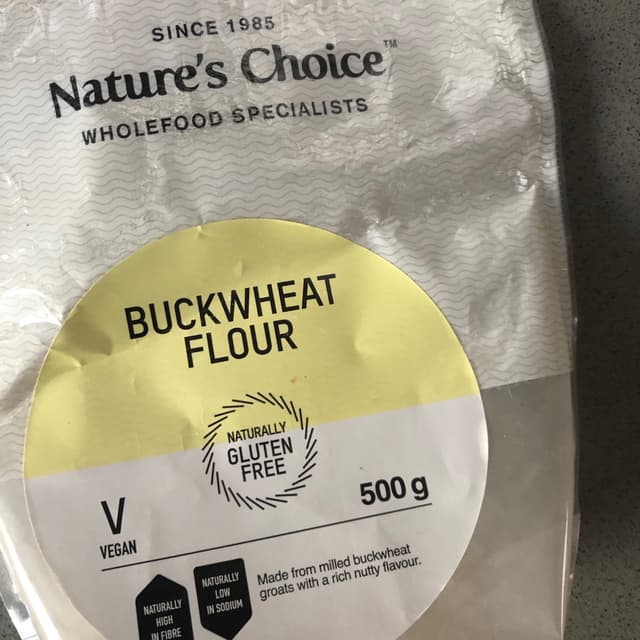 SINCE 1985
Nature's Choice™
WHOLEFOOD SPECIALISTS
BUCKWHEAT
FLOUR
NATURALLY
GLUTEN
FREE
500 g
V
VEGAN
NATURALLY
HIGH
IN FIBRE
NATURALLY
LOW
IN SODIUM
Made from milled buckwheat
groats with a rich nutty flavour.